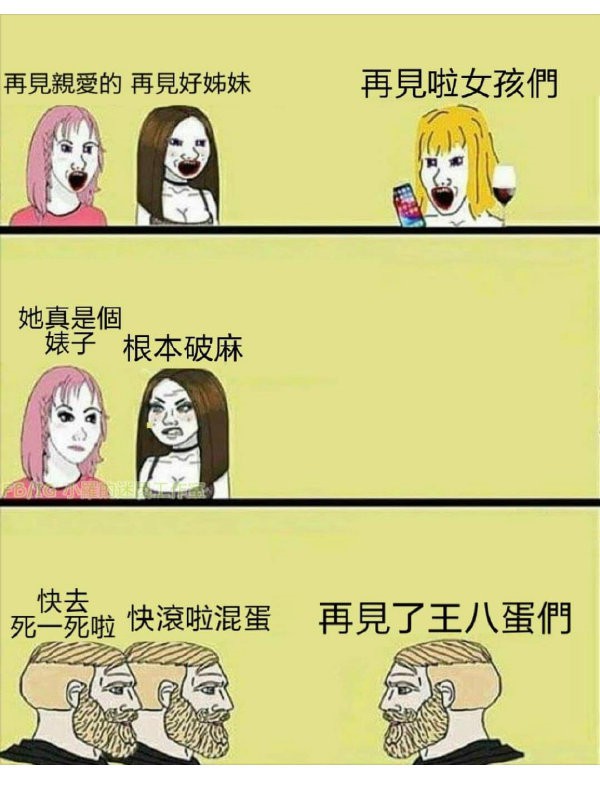 再見親愛的
再見好姊妹
再見啦女孩們
她真是個
婊子
根本破麻
快去
死一死啦
快滾啦混蛋
再見了王八蛋們